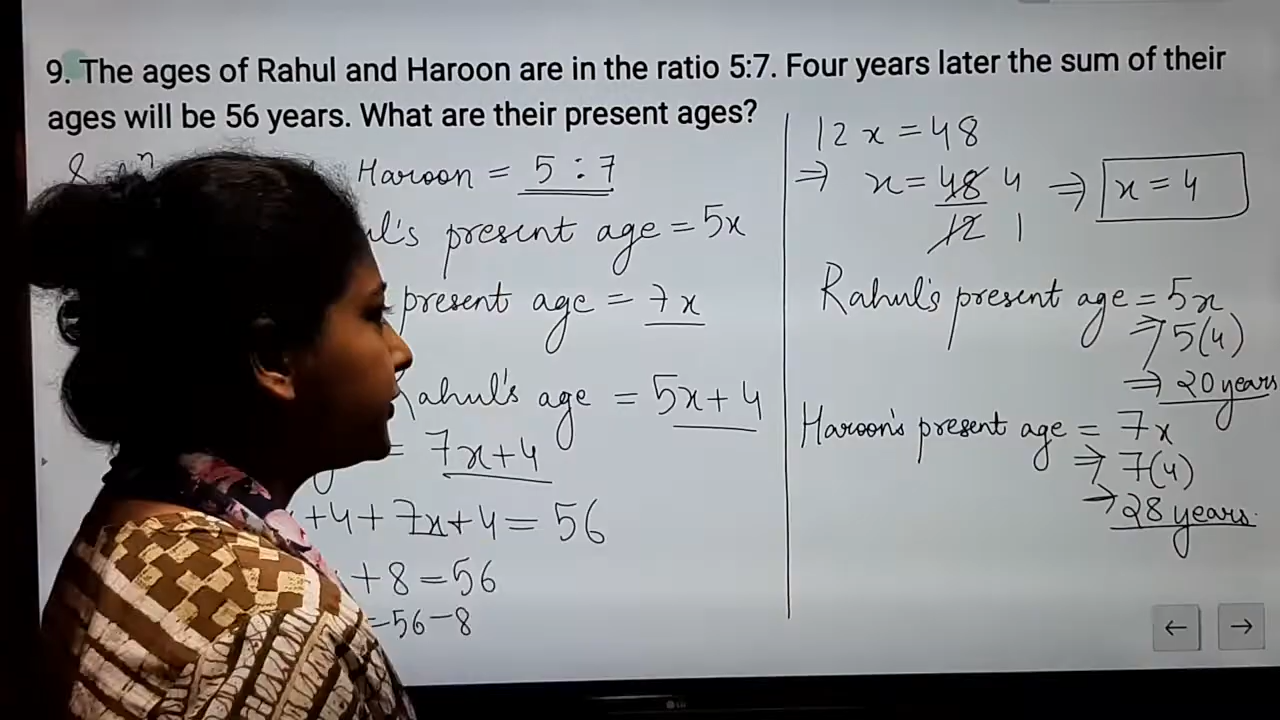 9. The ages of Rahul and Haroon are in the ratio 5:7. Four years later the sum of their
ages will be 56 years. What are their present ages?
Haroon = 5 : 7
present age = 5x
present age = 7x
Rahul's age = 5x + 4
= 7x+4
+4 + 7x+4 = 56
+ 8 = 56
= 56 - 8
12x = 48
⇒ x = 48 4 ⇒ x = 4
12 1
Rahul's present age = 5x
⇒ 5(4)
⇒ 20 years
Haroon's present age = 7x
⇒ 7(4)
→ 28 years.
← →
LG